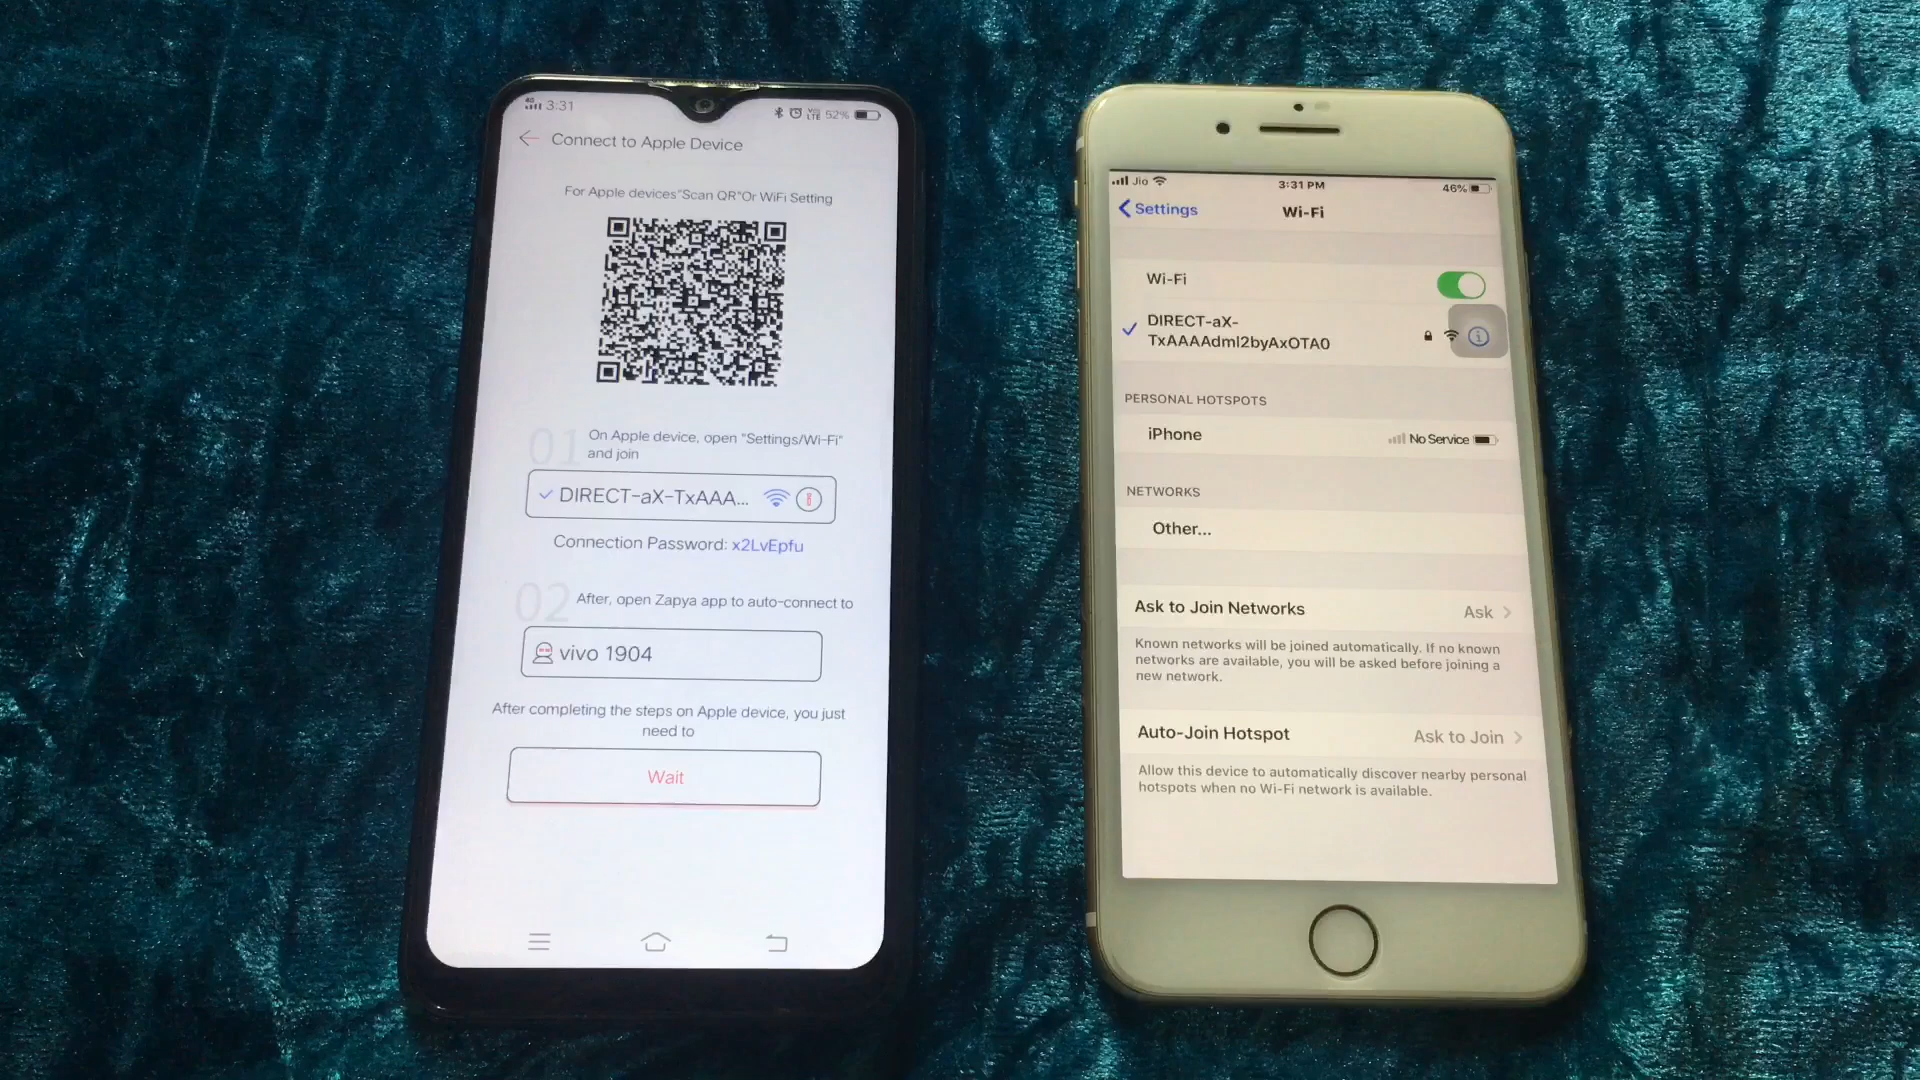 4G 3:31
VoLTE 52%
Connect to Apple Device
For Apple devices"Scan QR"Or WiFi Setting
01 On Apple device, open "Settings/Wi-Fi"
and join
DIRECT-aX-TxAAA...
Connection Password: x2LvEpfu
02 After, open Zapya app to auto-connect to
vivo 1904
After completing the steps on Apple device, you just
need to
Wait
Jio 3:31 PM 46%
Settings Wi-Fi
Wi-Fi
DIRECT-aX-
TxAAAAdml2byAxOTA0
PERSONAL HOTSPOTS
iPhone No Service
NETWORKS
Other...
Ask to Join Networks Ask
Known networks will be joined automatically. If no known
networks are available, you will be asked before joining a
new network.
Auto-Join Hotspot Ask to Join
Allow this device to automatically discover nearby personal
hotspots when no Wi-Fi network is available.